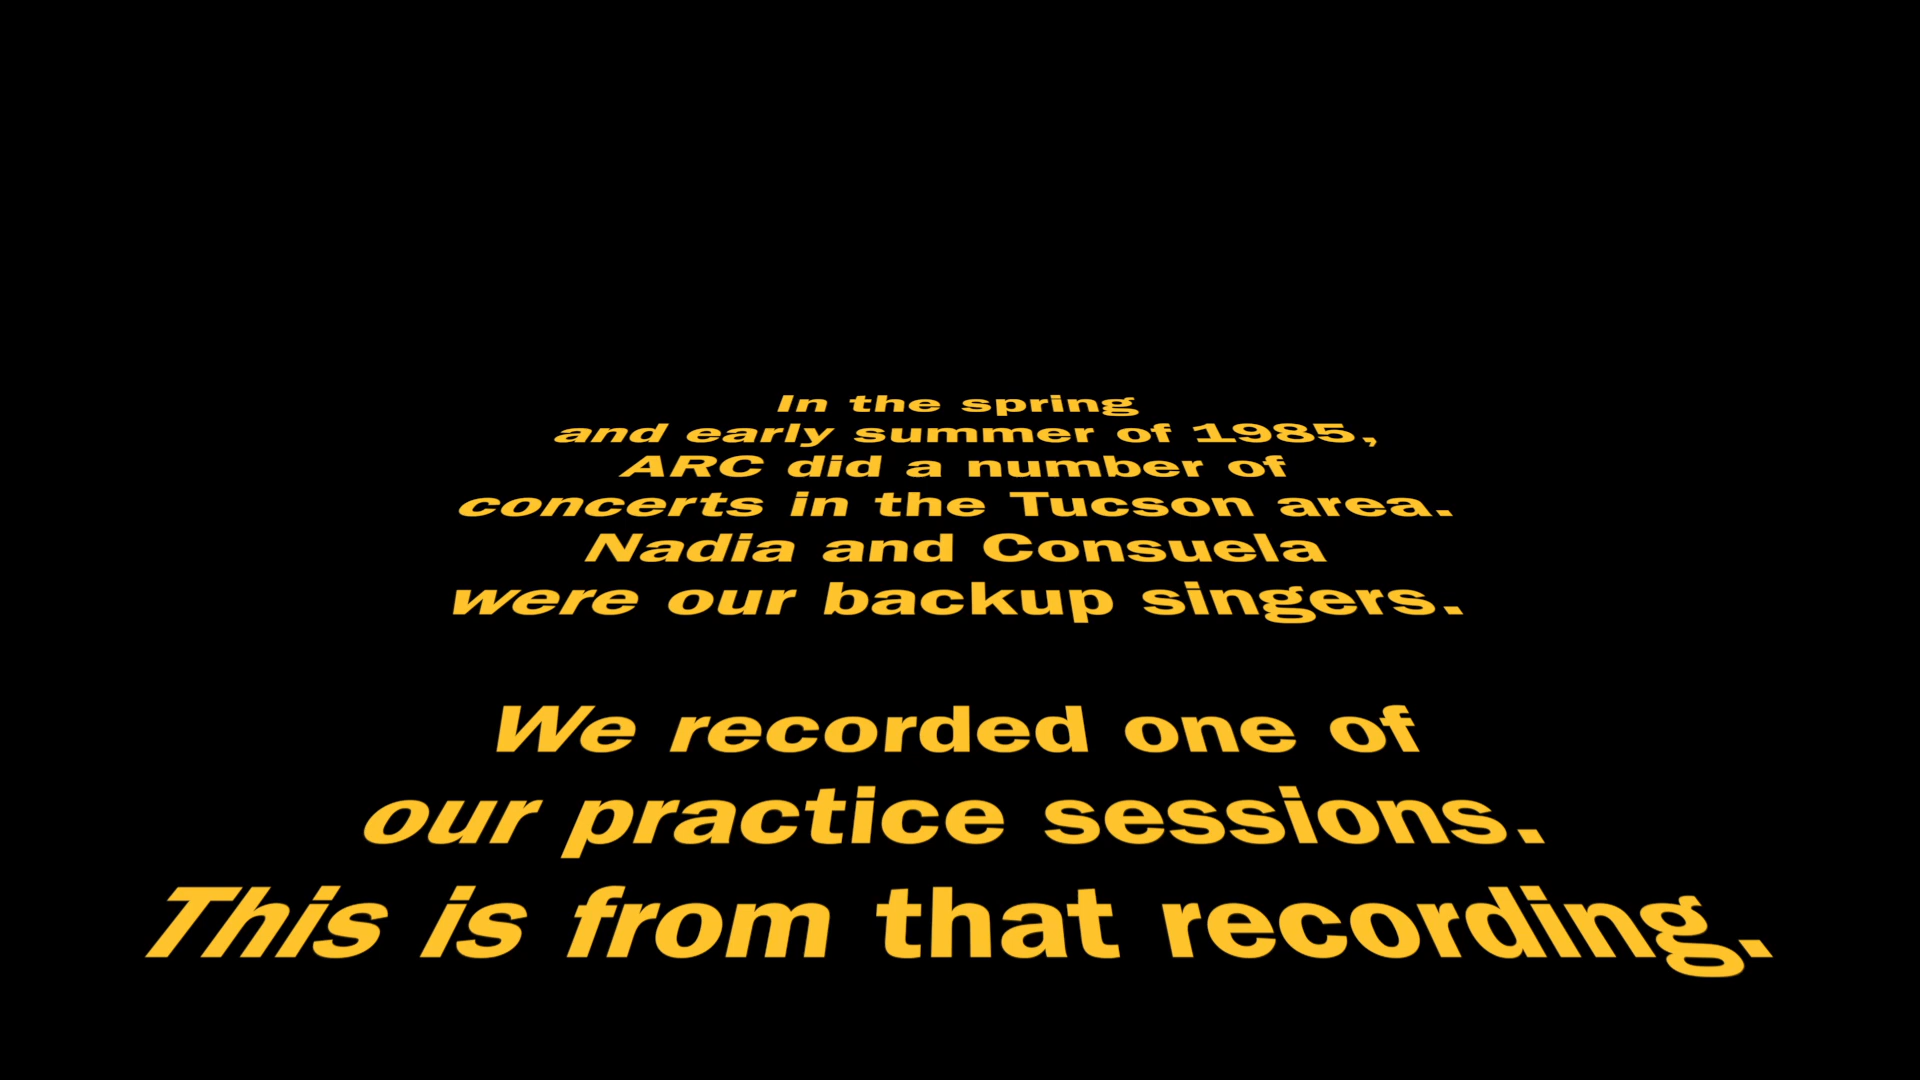 In the spring
and early summer of 1985,
ARC did a number of
concerts in the Tucson area.
Nadia and Consuela
were our backup singers.
We recorded one of
our practice sessions.
This is from that recording.